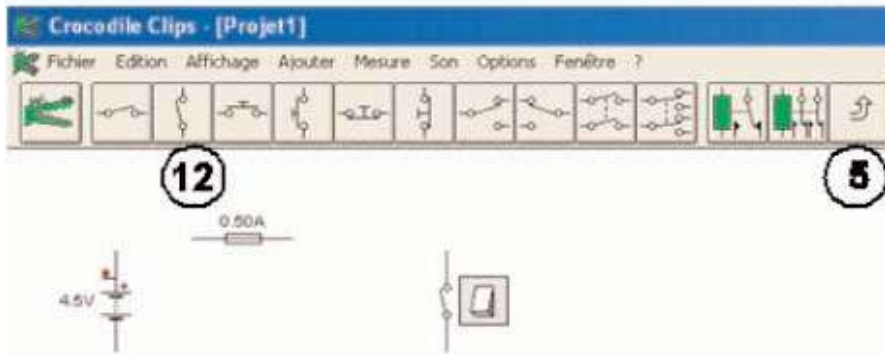 Crocodile Clips - [Projet1]
Fichier Edition Affichage Ajouter Mesure Son Options Fenêtre ?
12
5
0.50A
4.5V